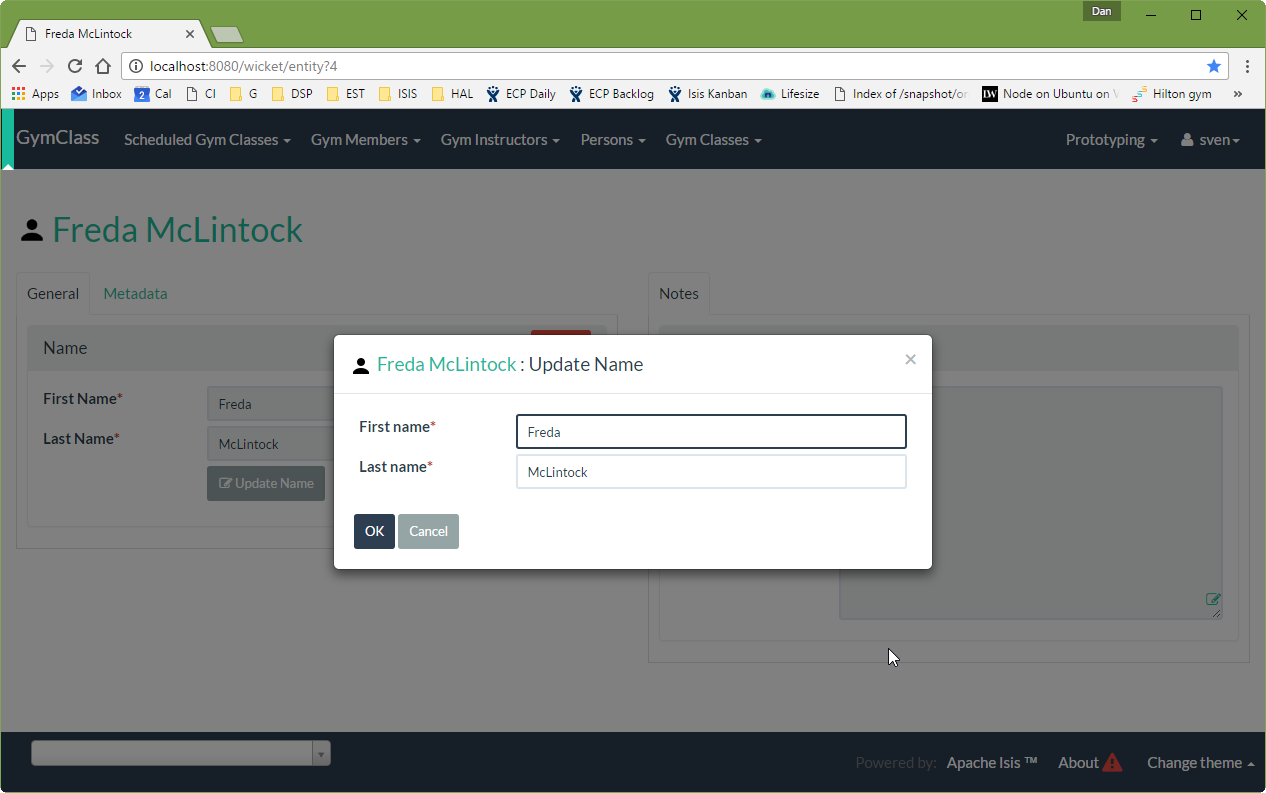 Dan
Freda McLintock
localhost:8080/wicket/entity?4
Apps Inbox 2 Cal CI G DSP EST ISIS HAL ECP Daily ECP Backlog Isis Kanban Lifesize Index of /snapshot/or LW Node on Ubuntu on Hilton gym »
GymClass Scheduled Gym Classes Gym Members Gym Instructors Persons Gym Classes Prototyping sven
Freda McLintock
General Metadata
Notes
Name
First Name* Freda
Last Name* McLintock
Update Name
Freda McLintock : Update Name ×
First name* Freda
Last name* McLintock
OK Cancel
Powered by: Apache Isis ™ About Change theme